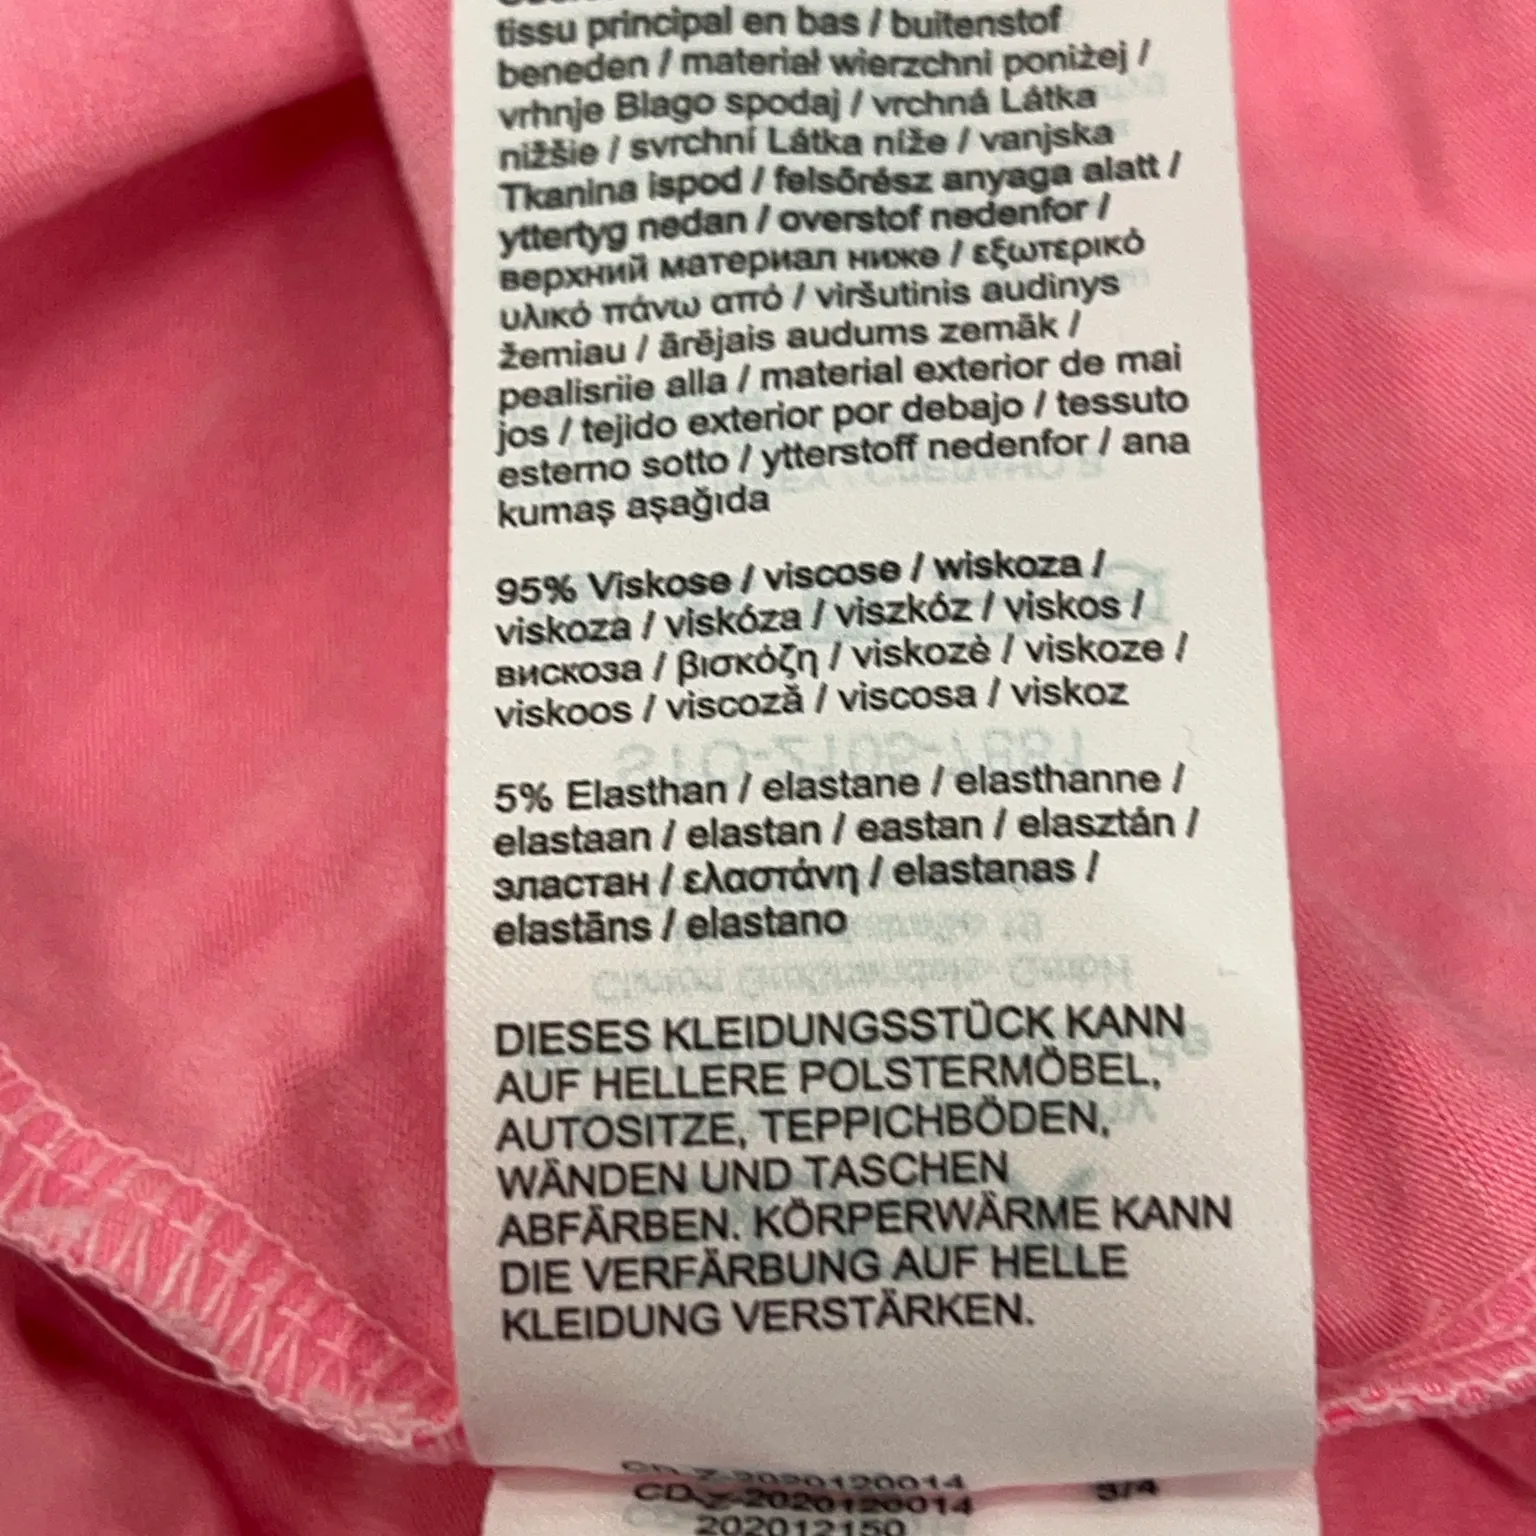 tissu principal en bas / buitenstof
beneden / materiał wierzchni poniżej /
vrhnje Blago spodaj / vrchná Látka
nižšie / svrchní Látka níže / vanjska
Tkanina ispod / felsőrész anyaga alatt /
yttertyg nedan / overstof nedenfor /
верхний материал ниже / εξωτερικό
υλικό πάνω από / viršutinis audinys
žemiau / ārējais audums zemāk /
pealisriie alla / material exterior de mai
jos / tejido exterior por debajo / tessuto
esterno sotto / ytterstoff nedenfor / ana
kumaş aşağıda
95% Viskose / viscose / wiskoza /
viskoza / viskóza / viszkóz / viskos /
вискоза / βισκόζη / viskozė / viskoze /
viskoos / viscoză / viscosa / viskoz
5% Elasthan / elastane / elasthanne /
elastaan / elastan / eastan / elasztán /
эластан / ελαστάνη / elastanas /
elastāns / elastano
DIESES KLEIDUNGSSTÜCK KANN
AUF HELLERE POLSTERMÖBEL,
AUTOSITZE, TEPPICHBÖDEN,
WÄNDEN UND TASCHEN
ABFÄRBEN. KÖRPERWÄRME KANN
DIE VERFÄRBUNG AUF HELLE
KLEIDUNG VERSTÄRKEN.
CD-Z-2020120014
CD-Z-2020120014 3/4
202012150